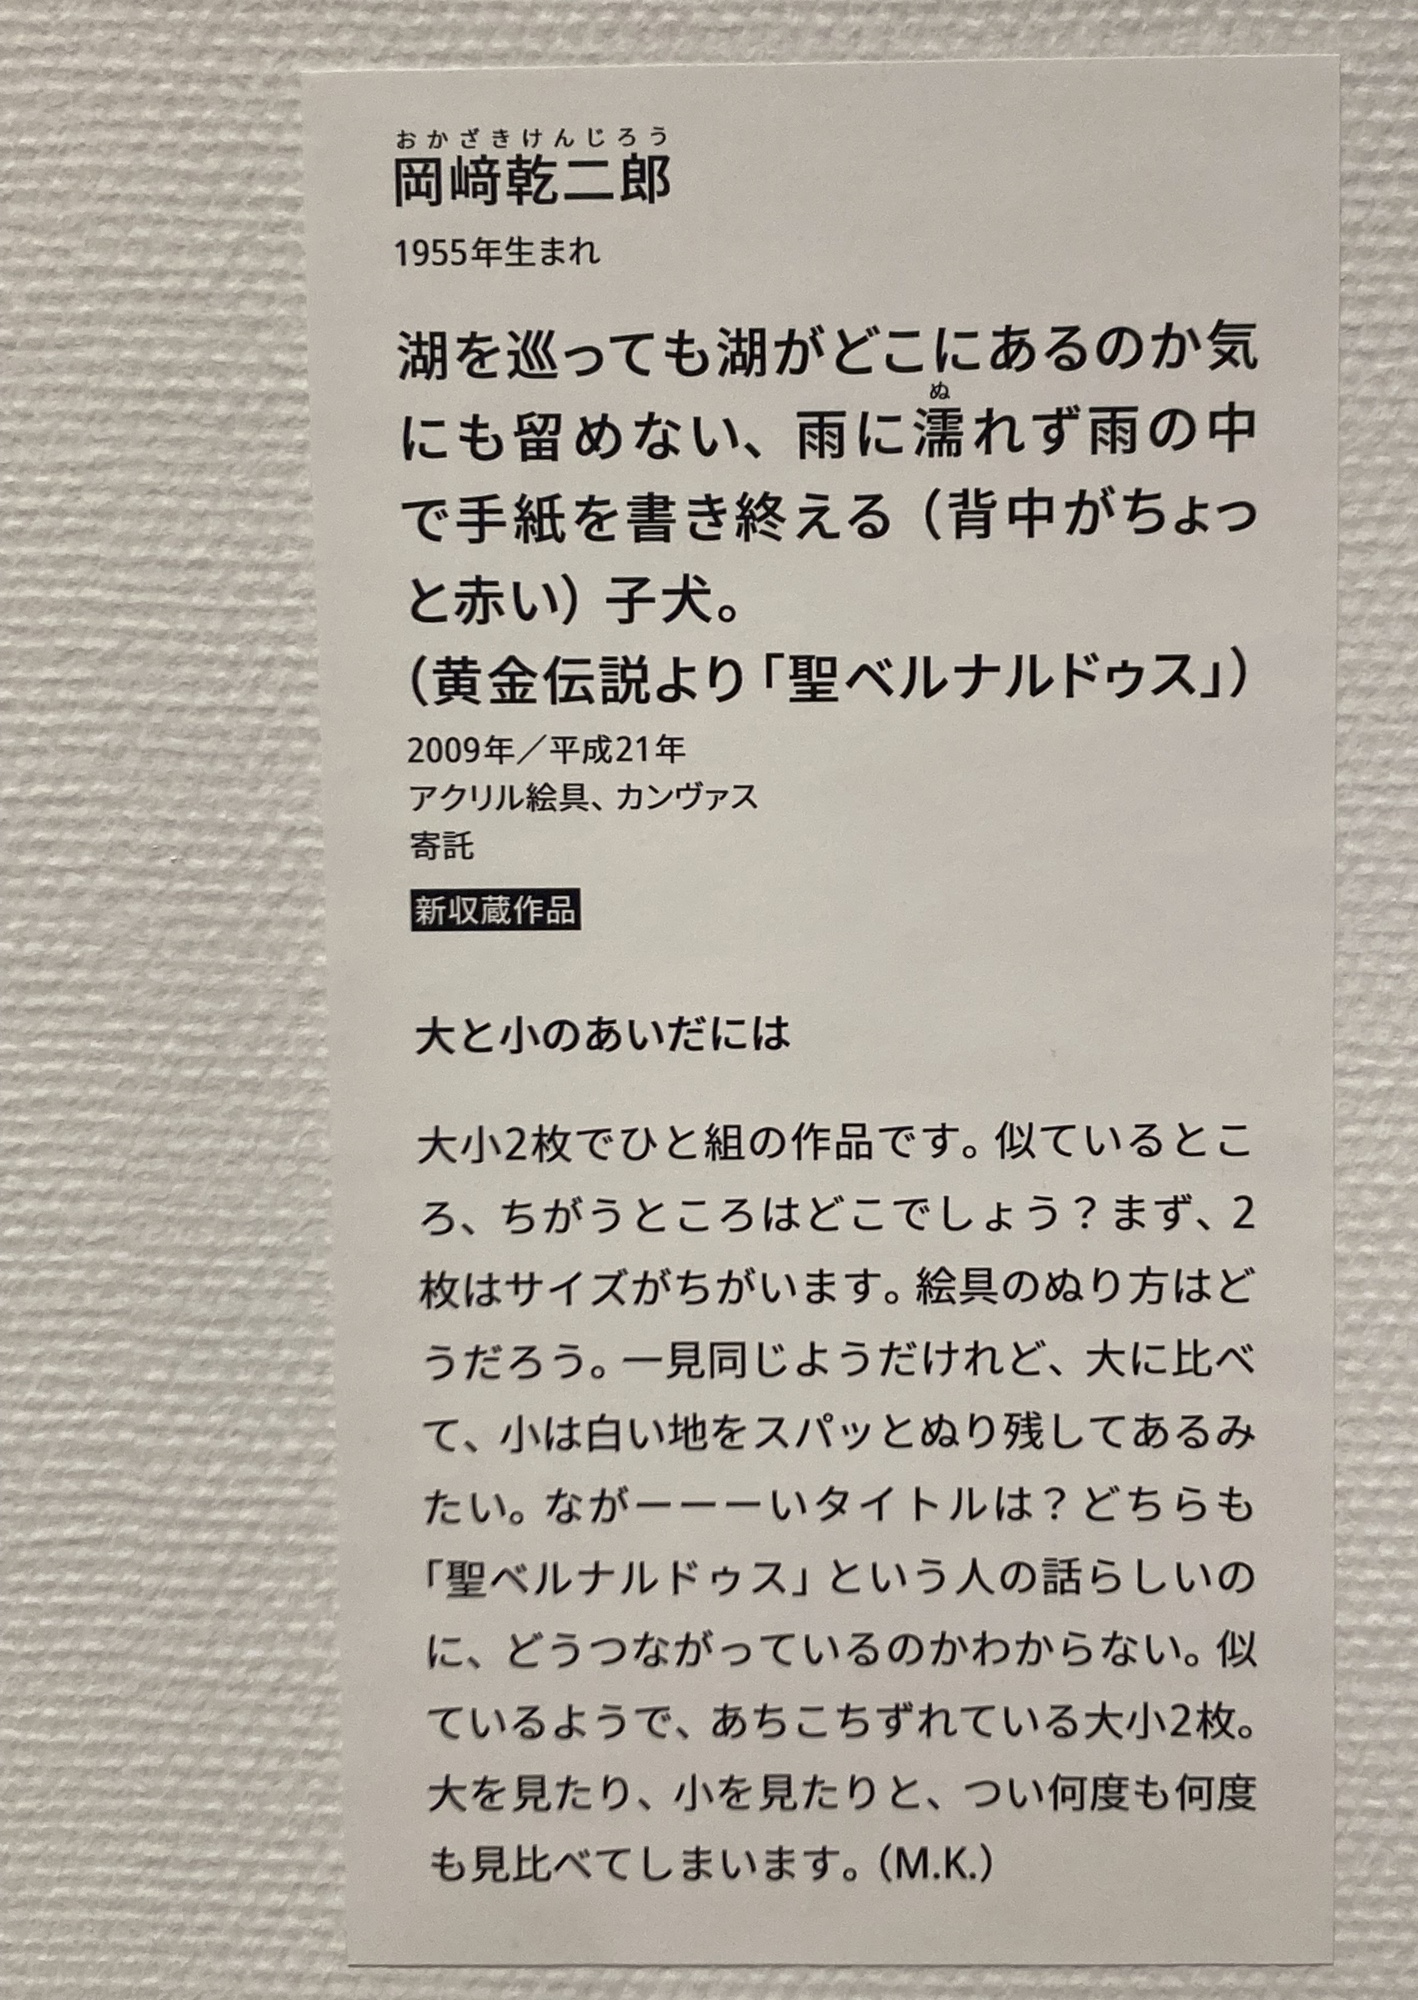 おかざきけんじろう
岡﨑乾二郎
1955年生まれ
湖を巡っても湖がどこにあるのか気
ぬ
にも留めない、雨に濡れず雨の中
で手紙を書き終える（背中がちょっ
と赤い）子犬。
（黄金伝説より「聖ベルナルドゥス」）
2009年／平成21年
アクリル絵具、カンヴァス
寄託
新収蔵作品
大と小のあいだには
大小2枚でひと組の作品です。似ているとこ
ろ、ちがうところはどこでしょう？まず、2
枚はサイズがちがいます。絵具のぬり方はど
うだろう。一見同じようだけれど、大に比べ
て、小は白い地をスパッとぬり残してあるみ
たい。ながーーーいタイトルは？どちらも
「聖ベルナルドゥス」という人の話らしいの
に、どうつながっているのかわからない。似
ているようで、あちこちずれている大小2枚。
大を見たり、小を見たりと、つい何度も何度
も見比べてしまいます。（M.K.）